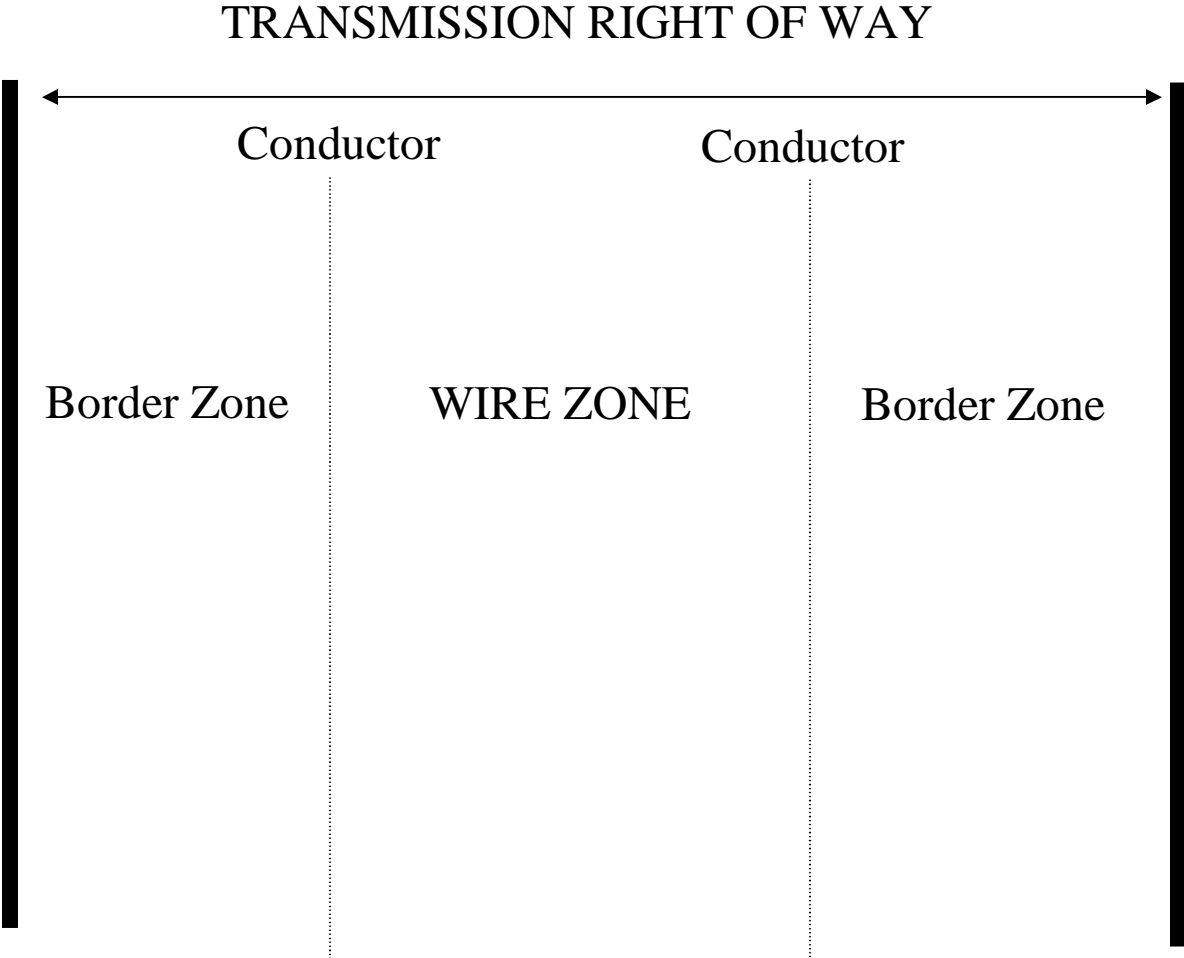 TRANSMISSION RIGHT OF WAY
Conductor
Conductor
Border Zone
WIRE ZONE
Border Zone